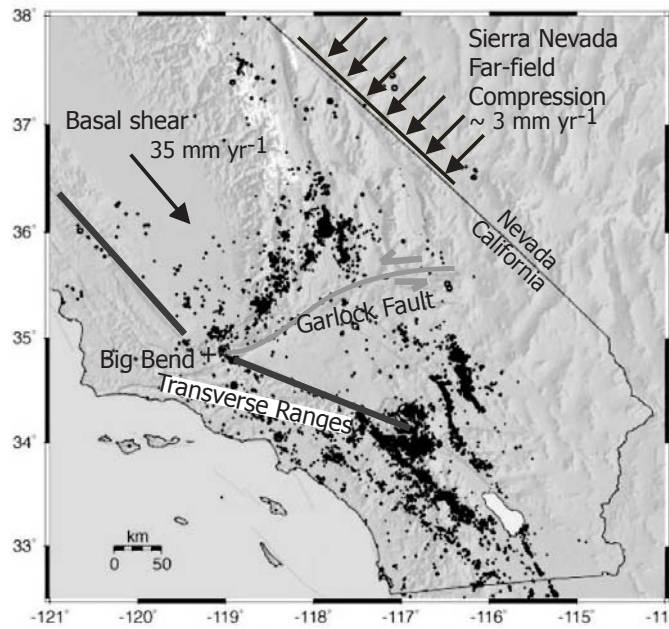 38°
37°
36°
35°
34°
33°
Sierra Nevada
Far-field
Compression
~ 3 mm yr-1
Basal shear
35 mm yr-1
Nevada
California
Garlock Fault
Big Bend +
Transverse Ranges
km
0 50
-121° -120° -119° -118° -117° -116° -115° -114